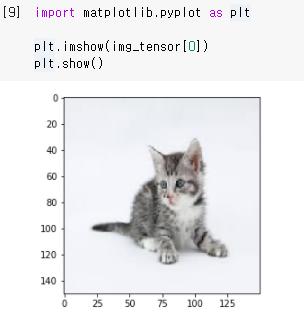 [9] import matplotlib.pyplot as plt
plt.imshow(img_tensor[0])
plt.show()
0
20
40
60
80
100
120
140
0 25 50 75 100 125